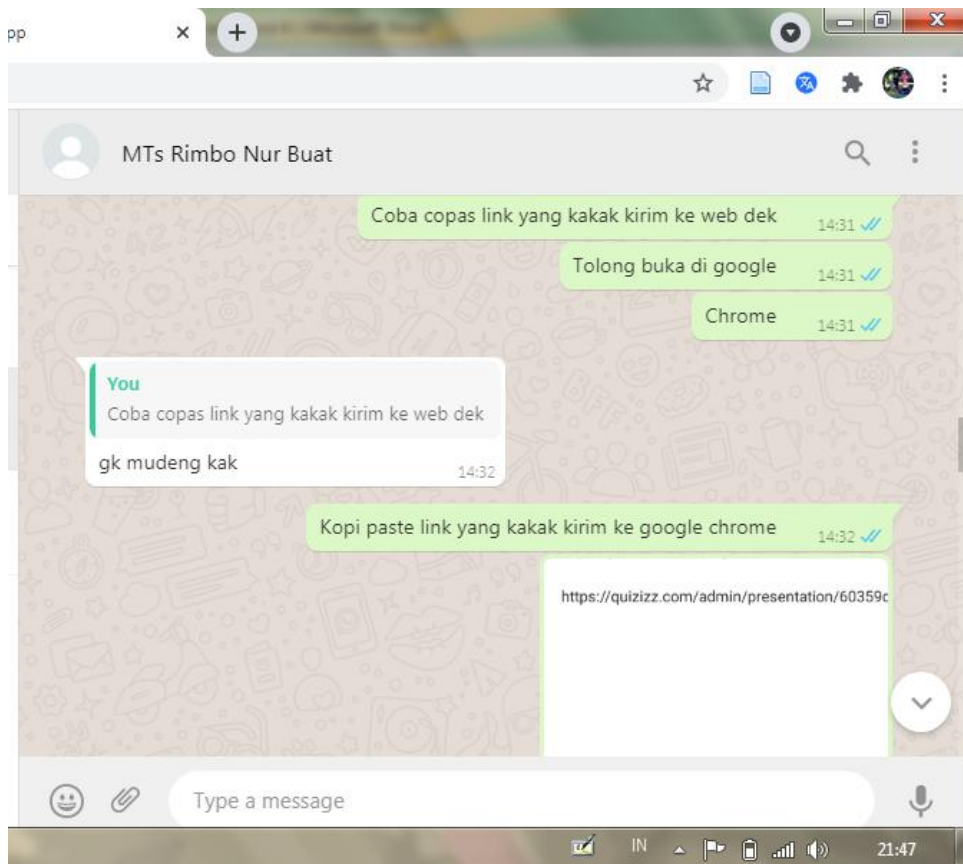 pp
MTs Rimbo Nur Buat
Coba copas link yang kakak kirim ke web dek 14:31
Tolong buka di google 14:31
Chrome 14:31
You
Coba copas link yang kakak kirim ke web dek
gk mudeng kak 14:32
Kopi paste link yang kakak kirim ke google chrome 14:32
https://quizizz.com/admin/presentation/60359c
Type a message
IN 21:47